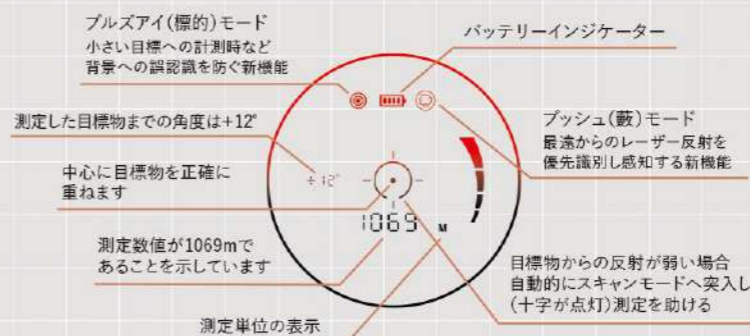 ブルズアイ(標的)モード
小さい目標への計測時など
背景への誤認識を防ぐ新機能
バッテリーインジケーター
測定した目標物までの角度は+12°
ブッシュ(藪)モード
最遠からのレーザー反射を
優先識別し感知する新機能
中心に目標物を正確に
重ねます
+12°
1069 M
測定数値が1069mで
あることを示しています
目標物からの反射が弱い場合
自動的にスキャンモードへ突入し
(十字が点灯)測定を助ける
測定単位の表示